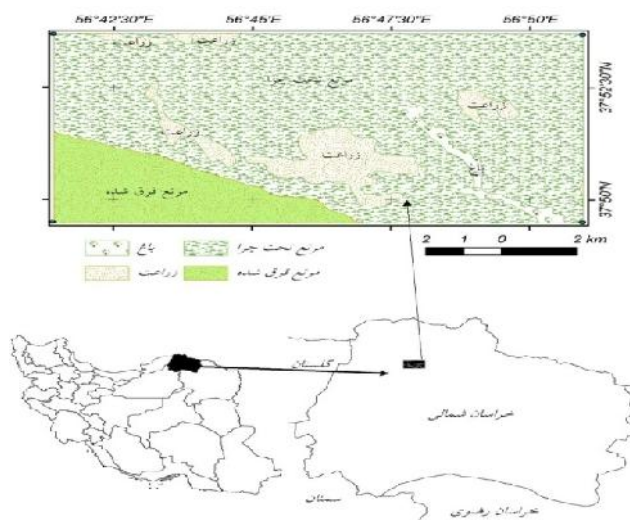 56°42'30"E 56°45' 56°47'30"E 56°50'
زراعت زراعت
مرتع تحت چرا
37°52'30"N
زراعت
زراعت
زراعت
باغ
مرتع قرق شده
37°50'N
باغ مرتع تحت چرا
زراعت مرتع قرق شده
2 1 0 2 km
گلستان
خراسان شمالی
سمنان
خراسان رضوی